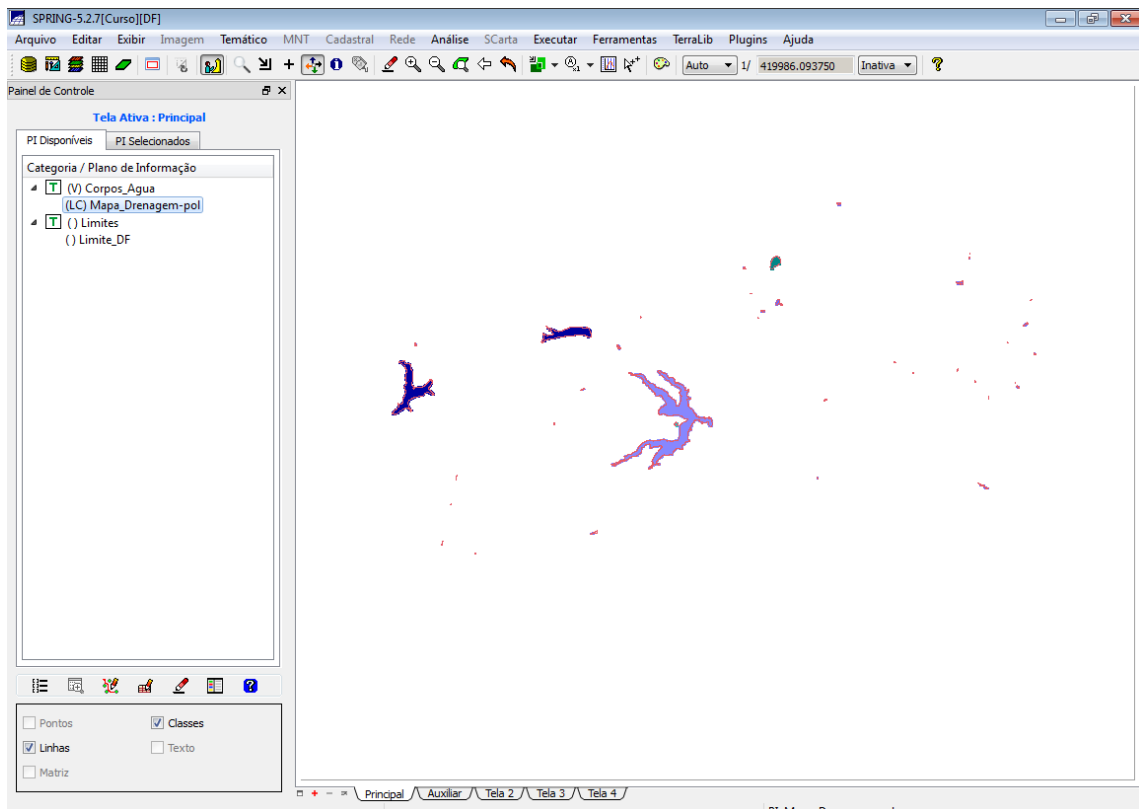 SPRING-5.2.7[Curso][DF]
Arquivo Editar Exibir Imagem Temático MNT Cadastral Rede Análise SCarta Executar Ferramentas TerraLib Plugins Ajuda
Auto 1/ 419986.093750 Inativa
Painel de Controle
Tela Ativa : Principal
PI Disponíveis PI Selecionados
Categoria / Plano de Informação
T (V) Corpos_Agua
(LC) Mapa_Drenagem-pol
T ( ) Limites
( ) Limite_DF
Pontos Classes
Linhas Texto
Matriz
Principal Auxiliar Tela 2 Tela 3 Tela 4